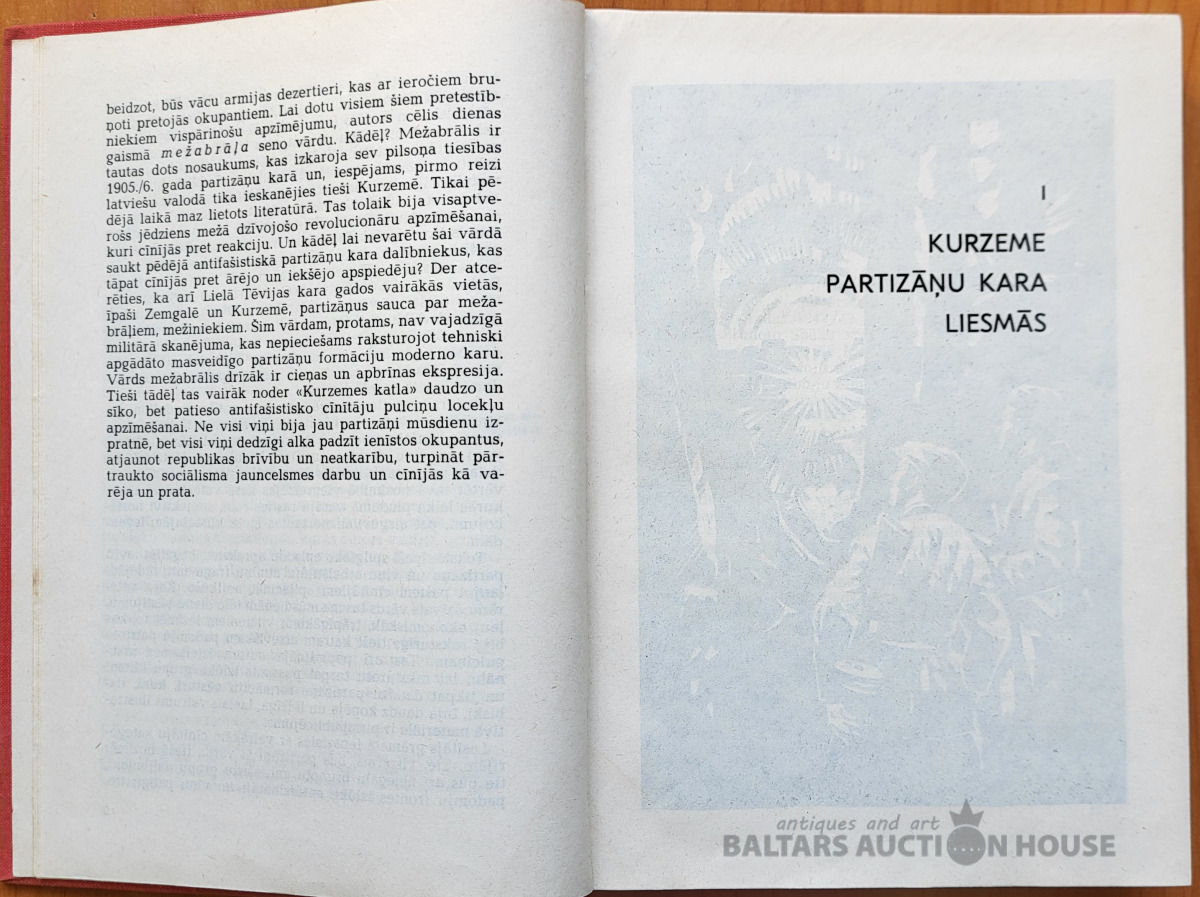 beidzot, būs vācu armijas dezertieri, kas ar ieročiem bru-
ņoti pretojās okupantiem. Lai dotu visiem šiem pretestīb-
niekiem vispārinošu apzīmējumu, autors cēlis dienas
gaismā mežabrāļa seno vārdu. Kādēļ? Mežabrālis ir
tautas dots nosaukums, kas izkaroja sev pilsoņa tiesības
1905./6. gada partizāņu karā un, iespējams, pirmo reizi
latviešu valodā tika ieskanējies tieši Kurzemē. Tikai pē-
dējā laikā maz lietots literatūrā. Tas tolaik bija visaptve-
rošs jēdziens mežā dzīvojošo revolucionāru apzīmēšanai,
kuri cīnījās pret reakciju. Un kādēļ lai nevarētu šai vārdā
saukt pēdējā antifašistiskā partizāņu kara dalībniekus, kas
tāpat cīnījās pret ārējo un iekšējo apspiedēju? Der atce-
rēties, ka arī Lielā Tēvijas kara gados vairākās vietās,
īpaši Zemgalē un Kurzemē, partizāņus sauca par meža-
brāļiem, mežiniekiem. Šim vārdam, protams, nav vajadzīgā
militārā skanējuma, kas nepieciešams raksturojot tehniski
apgādāto masveidīgo partizāņu formāciju moderno karu.
Vārds mežabrālis drīzāk ir cieņas un apbrīnas ekspresija.
Tieši tādēļ tas vairāk noder «Kurzemes katla» daudzo un
sīko, bet patieso antifašistisko cīnītāju pulciņu locekļu
apzīmēšanai. Ne visi viņi bija jau partizāņi mūsdienu iz-
pratnē, bet visi viņi dedzīgi alka padzīt ienīstos okupantus,
atjaunot republikas brīvību un neatkarību, turpināt pār-
traukto sociālisma jauncelsmes darbu un cīnījās kā va-
rēja un prata.
I
KURZEME
PARTIZĀŅU KARA
LIESMĀS
antiques and art
BALTARS AUCTION HOUSE